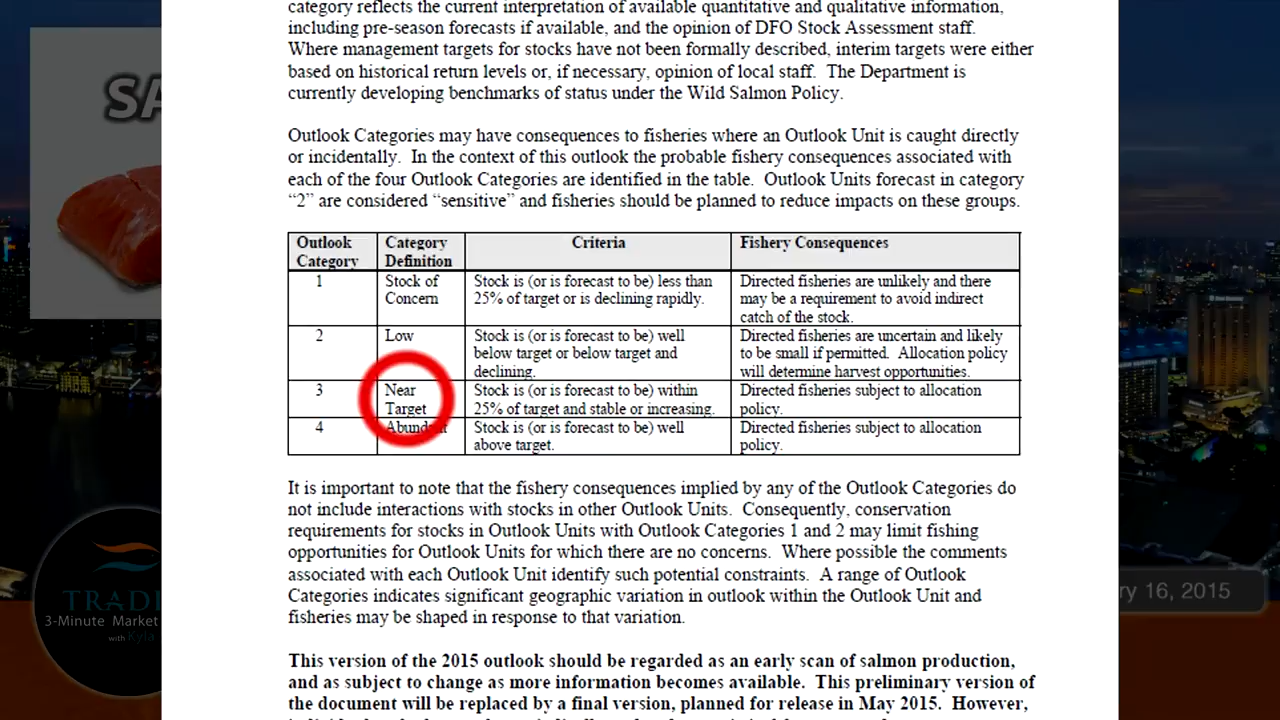 category reflects the current interpretation of available quantitative and qualitative information,
including pre-season forecasts if available, and the opinion of DFO Stock Assessment staff.
Where management targets for stocks have not been formally described, interim targets were either
based on historical return levels or, if necessary, opinion of local staff. The Department is
currently developing benchmarks of status under the Wild Salmon Policy.
Outlook Categories may have consequences to fisheries where an Outlook Unit is caught directly
or incidentally. In the context of this outlook the probable fishery consequences associated with
each of the four Outlook Categories are identified in the table. Outlook Units forecast in category
“2” are considered “sensitive” and fisheries should be planned to reduce impacts on these groups.
Outlook Category Category Definition Criteria Fishery Consequences
1 Stock of Concern Stock is (or is forecast to be) less than 25% of target or is declining rapidly. Directed fisheries are unlikely and there may be a requirement to avoid indirect catch of the stock.
2 Low Stock is (or is forecast to be) well below target or below target and declining. Directed fisheries are uncertain and likely to be small if permitted. Allocation policy will determine harvest opportunities.
3 Near Target Stock is (or is forecast to be) within 25% of target and stable or increasing. Directed fisheries subject to allocation policy.
4 Abundant Stock is (or is forecast to be) well above target. Directed fisheries subject to allocation policy.
It is important to note that the fishery consequences implied by any of the Outlook Categories do
not include interactions with stocks in other Outlook Units. Consequently, conservation
requirements for stocks in Outlook Units with Outlook Categories 1 and 2 may limit fishing
opportunities for Outlook Units for which there are no concerns. Where possible the comments
associated with each Outlook Unit identify such potential constraints. A range of Outlook
Categories indicates significant geographic variation in outlook within the Outlook Unit and
fisheries may be shaped in response to that variation.
This version of the 2015 outlook should be regarded as an early scan of salmon production,
and as subject to change as more information becomes available. This preliminary version of
the document will be replaced by a final version, planned for release in May 2015. However,
SA
TRADE
3-Minute Market
with Kyla
ry 16, 2015